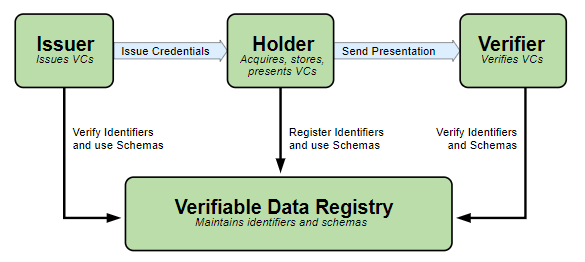 Issuer
Issues VCs
Issue Credentials
Holder
Acquires, stores,
presents VCs
Send Presentation
Verifier
Verifies VCs
Verify Identifiers
and use Schemas
Register Identifiers
and use Schemas
Verify Identifiers
and Schemas
Verifiable Data Registry
Maintains identifiers and schemas